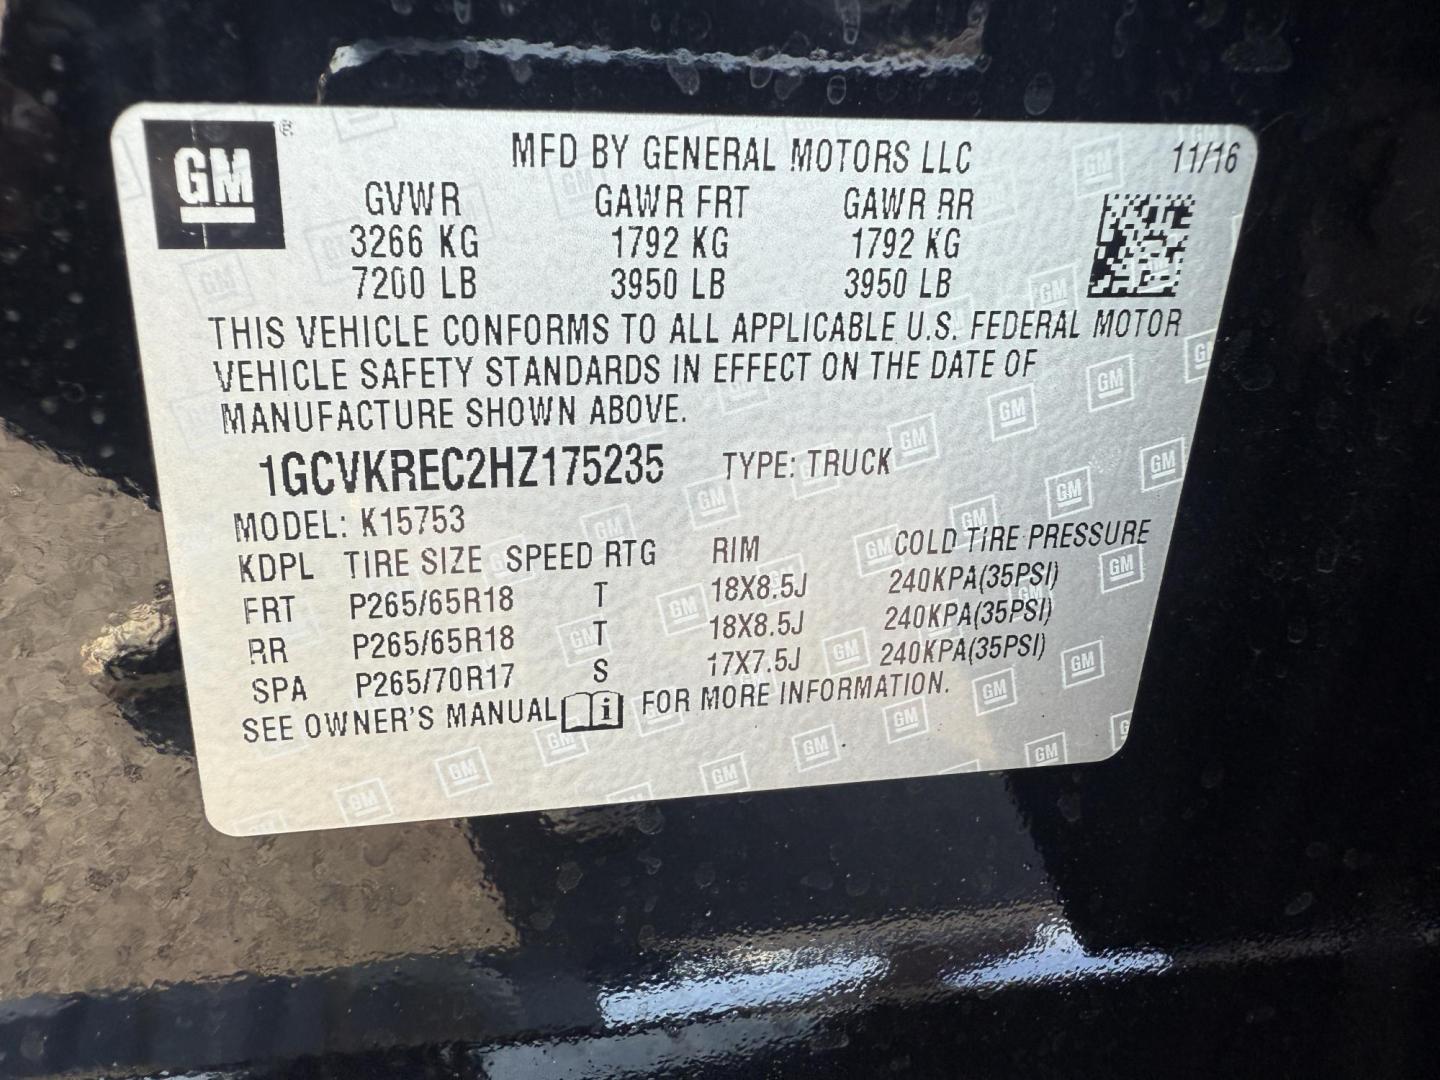 GM ® MFD BY GENERAL MOTORS LLC 11/16
GVWR GAWR FRT GAWR RR
3266 KG 1792 KG 1792 KG
7200 LB 3950 LB 3950 LB
THIS VEHICLE CONFORMS TO ALL APPLICABLE U.S. FEDERAL MOTOR
VEHICLE SAFETY STANDARDS IN EFFECT ON THE DATE OF
MANUFACTURE SHOWN ABOVE.
1GCVKREC2HZ175235 TYPE: TRUCK
MODEL: K15753
KDPL TIRE SIZE SPEED RTG RIM COLD TIRE PRESSURE
FRT P265/65R18 T 18X8.5J 240KPA(35PSI)
RR P265/65R18 T 18X8.5J 240KPA(35PSI)
SPA P265/70R17 S 17X7.5J 240KPA(35PSI)
SEE OWNER'S MANUAL i FOR MORE INFORMATION.